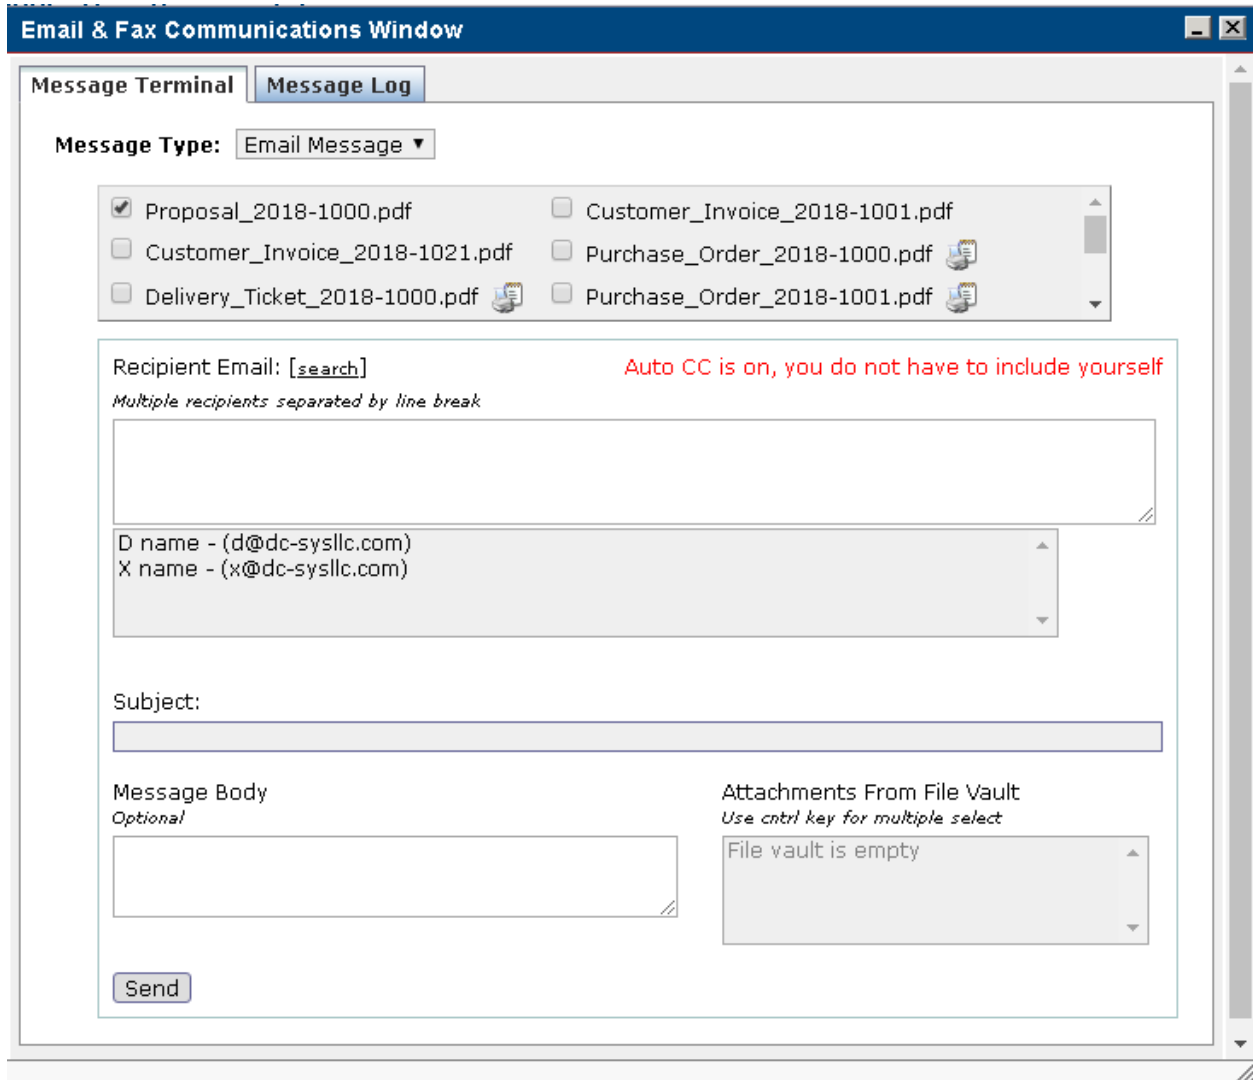 Email & Fax Communications Window
Message Terminal
Message Log
Message Type: Email Message
Proposal_2018-1000.pdf
Customer_Invoice_2018-1001.pdf
Customer_Invoice_2018-1021.pdf
Purchase_Order_2018-1000.pdf
Delivery_Ticket_2018-1000.pdf
Purchase_Order_2018-1001.pdf
Recipient Email: [search]
Auto CC is on, you do not have to include yourself
Multiple recipients separated by line break
D name - (d@dc-sysllc.com)
X name - (x@dc-sysllc.com)
Subject:
Message Body
Optional
Attachments From File Vault
Use cntrl key for multiple select
File vault is empty
Send